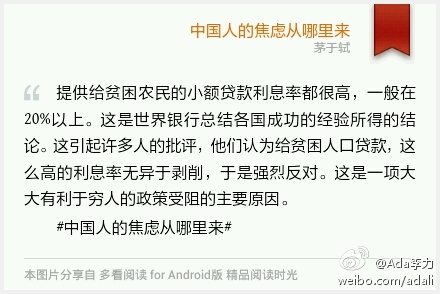 中国人的焦虑从哪里来
茅于轼
“ 提供给贫困农民的小额贷款利息率都很高，一般在
20%以上。这是世界银行总结各国成功的经验所得的结
论。这引起许多人的批评，他们认为给贫困人口贷款，这
么高的利息率无异于剥削，于是强烈反对。这是一项大
大有利于穷人的政策受阻的主要原因。
#中国人的焦虑从哪里来#
本图片分享自 多看阅读 for Android版 精品阅读时光
@Ada李力
weibo.com/adali